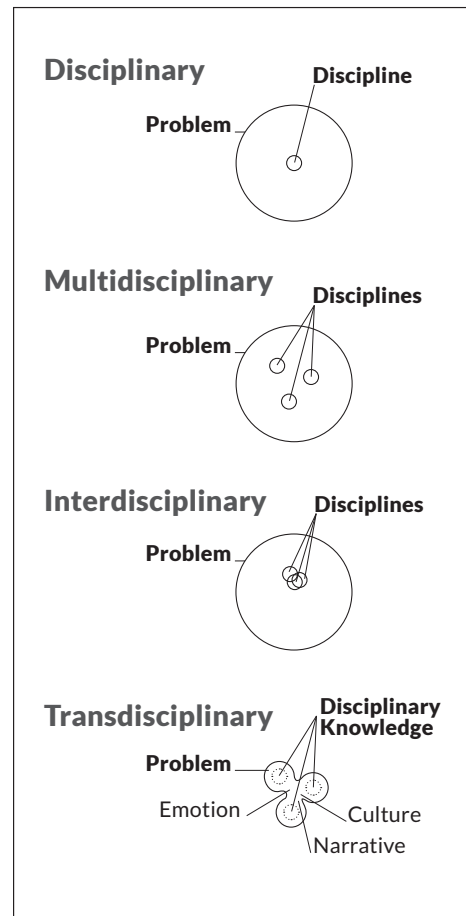 Disciplinary
Discipline
Problem
Multidisciplinary
Disciplines
Problem
Interdisciplinary
Disciplines
Problem
Transdisciplinary
Disciplinary
Knowledge
Problem
Emotion
Culture
Narrative